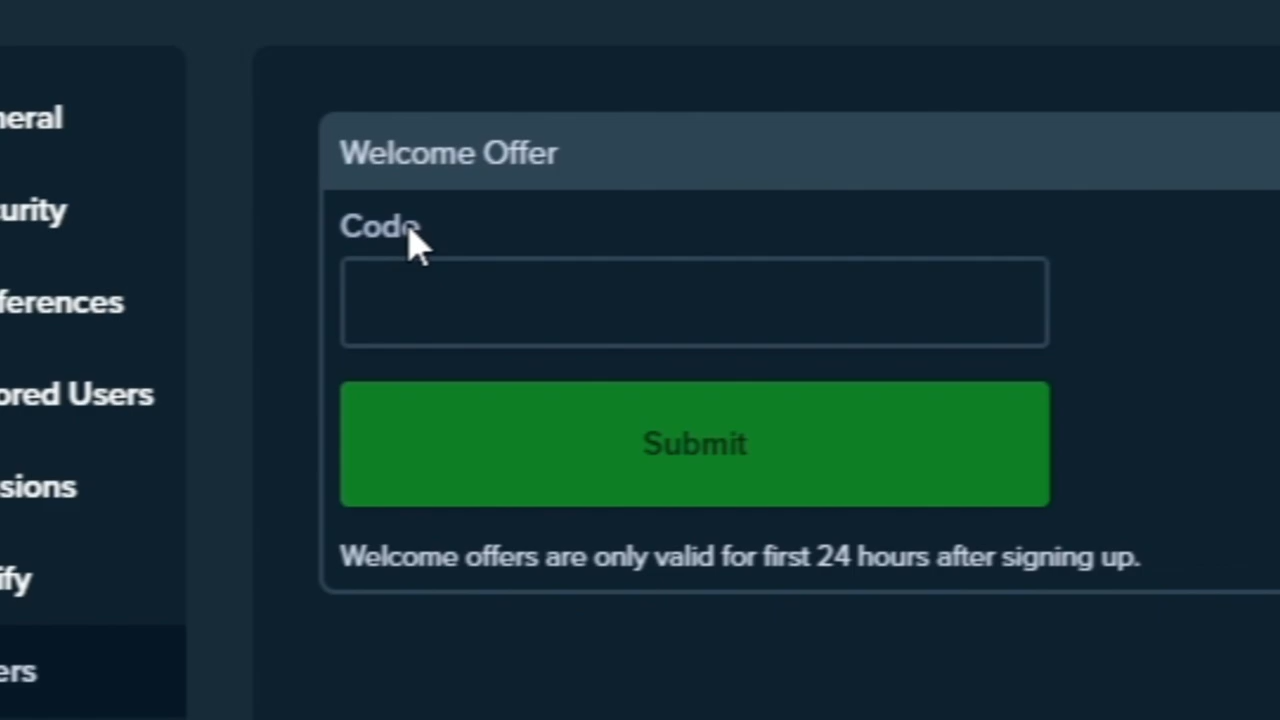 neral
curity
ferences
ored Users
sions
ify
ers
Welcome Offer
Code
Submit
Welcome offers are only valid for first 24 hours after signing up.